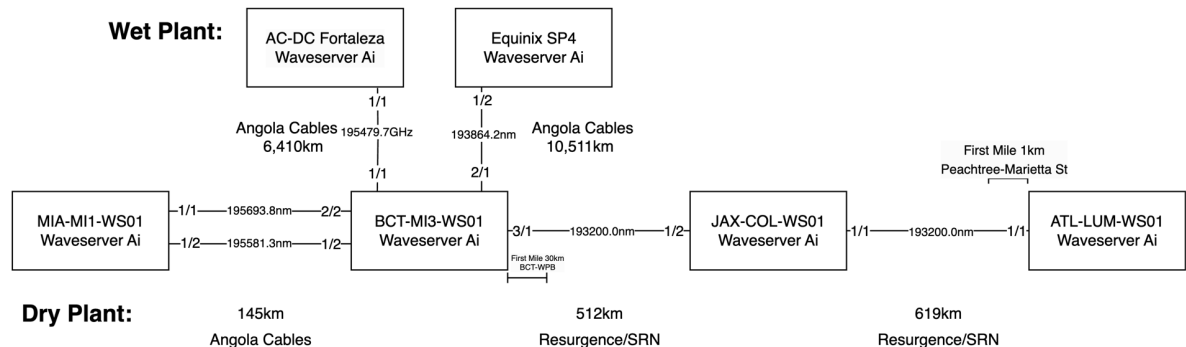 Wet Plant:
AC-DC Fortaleza
Waveserver Ai
Equinix SP4
Waveserver Ai
1/1
1/2
Angola Cables
6,410km
195479.7GHz
193864.2nm
Angola Cables
10,511km
1/1
2/1
First Mile 1km
Peachtree-Marietta St
MIA-MI1-WS01
Waveserver Ai
1/1
195693.8nm
2/2
1/2
195581.3nm
1/2
BCT-MI3-WS01
Waveserver Ai
3/1
193200.0nm
1/2
First Mile 30km
BCT-WPB
JAX-COL-WS01
Waveserver Ai
1/1
193200.0nm
1/1
ATL-LUM-WS01
Waveserver Ai
Dry Plant:
145km
Angola Cables
512km
Resurgence/SRN
619km
Resurgence/SRN